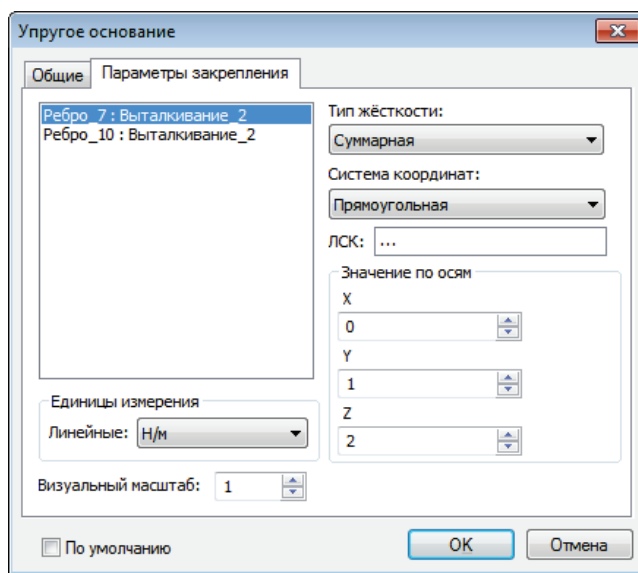 Упругое основание
Общие
Параметры закрепления
Ребро_7 : Выталкивание_2
Ребро_10 : Выталкивание_2
Тип жёсткости:
Суммарная
Система координат:
Прямоугольная
ЛСК: ...
Значение по осям
X
0
Y
1
Z
2
Единицы измерения
Линейные: Н/м
Визуальный масштаб: 1
По умолчанию
OK
Отмена